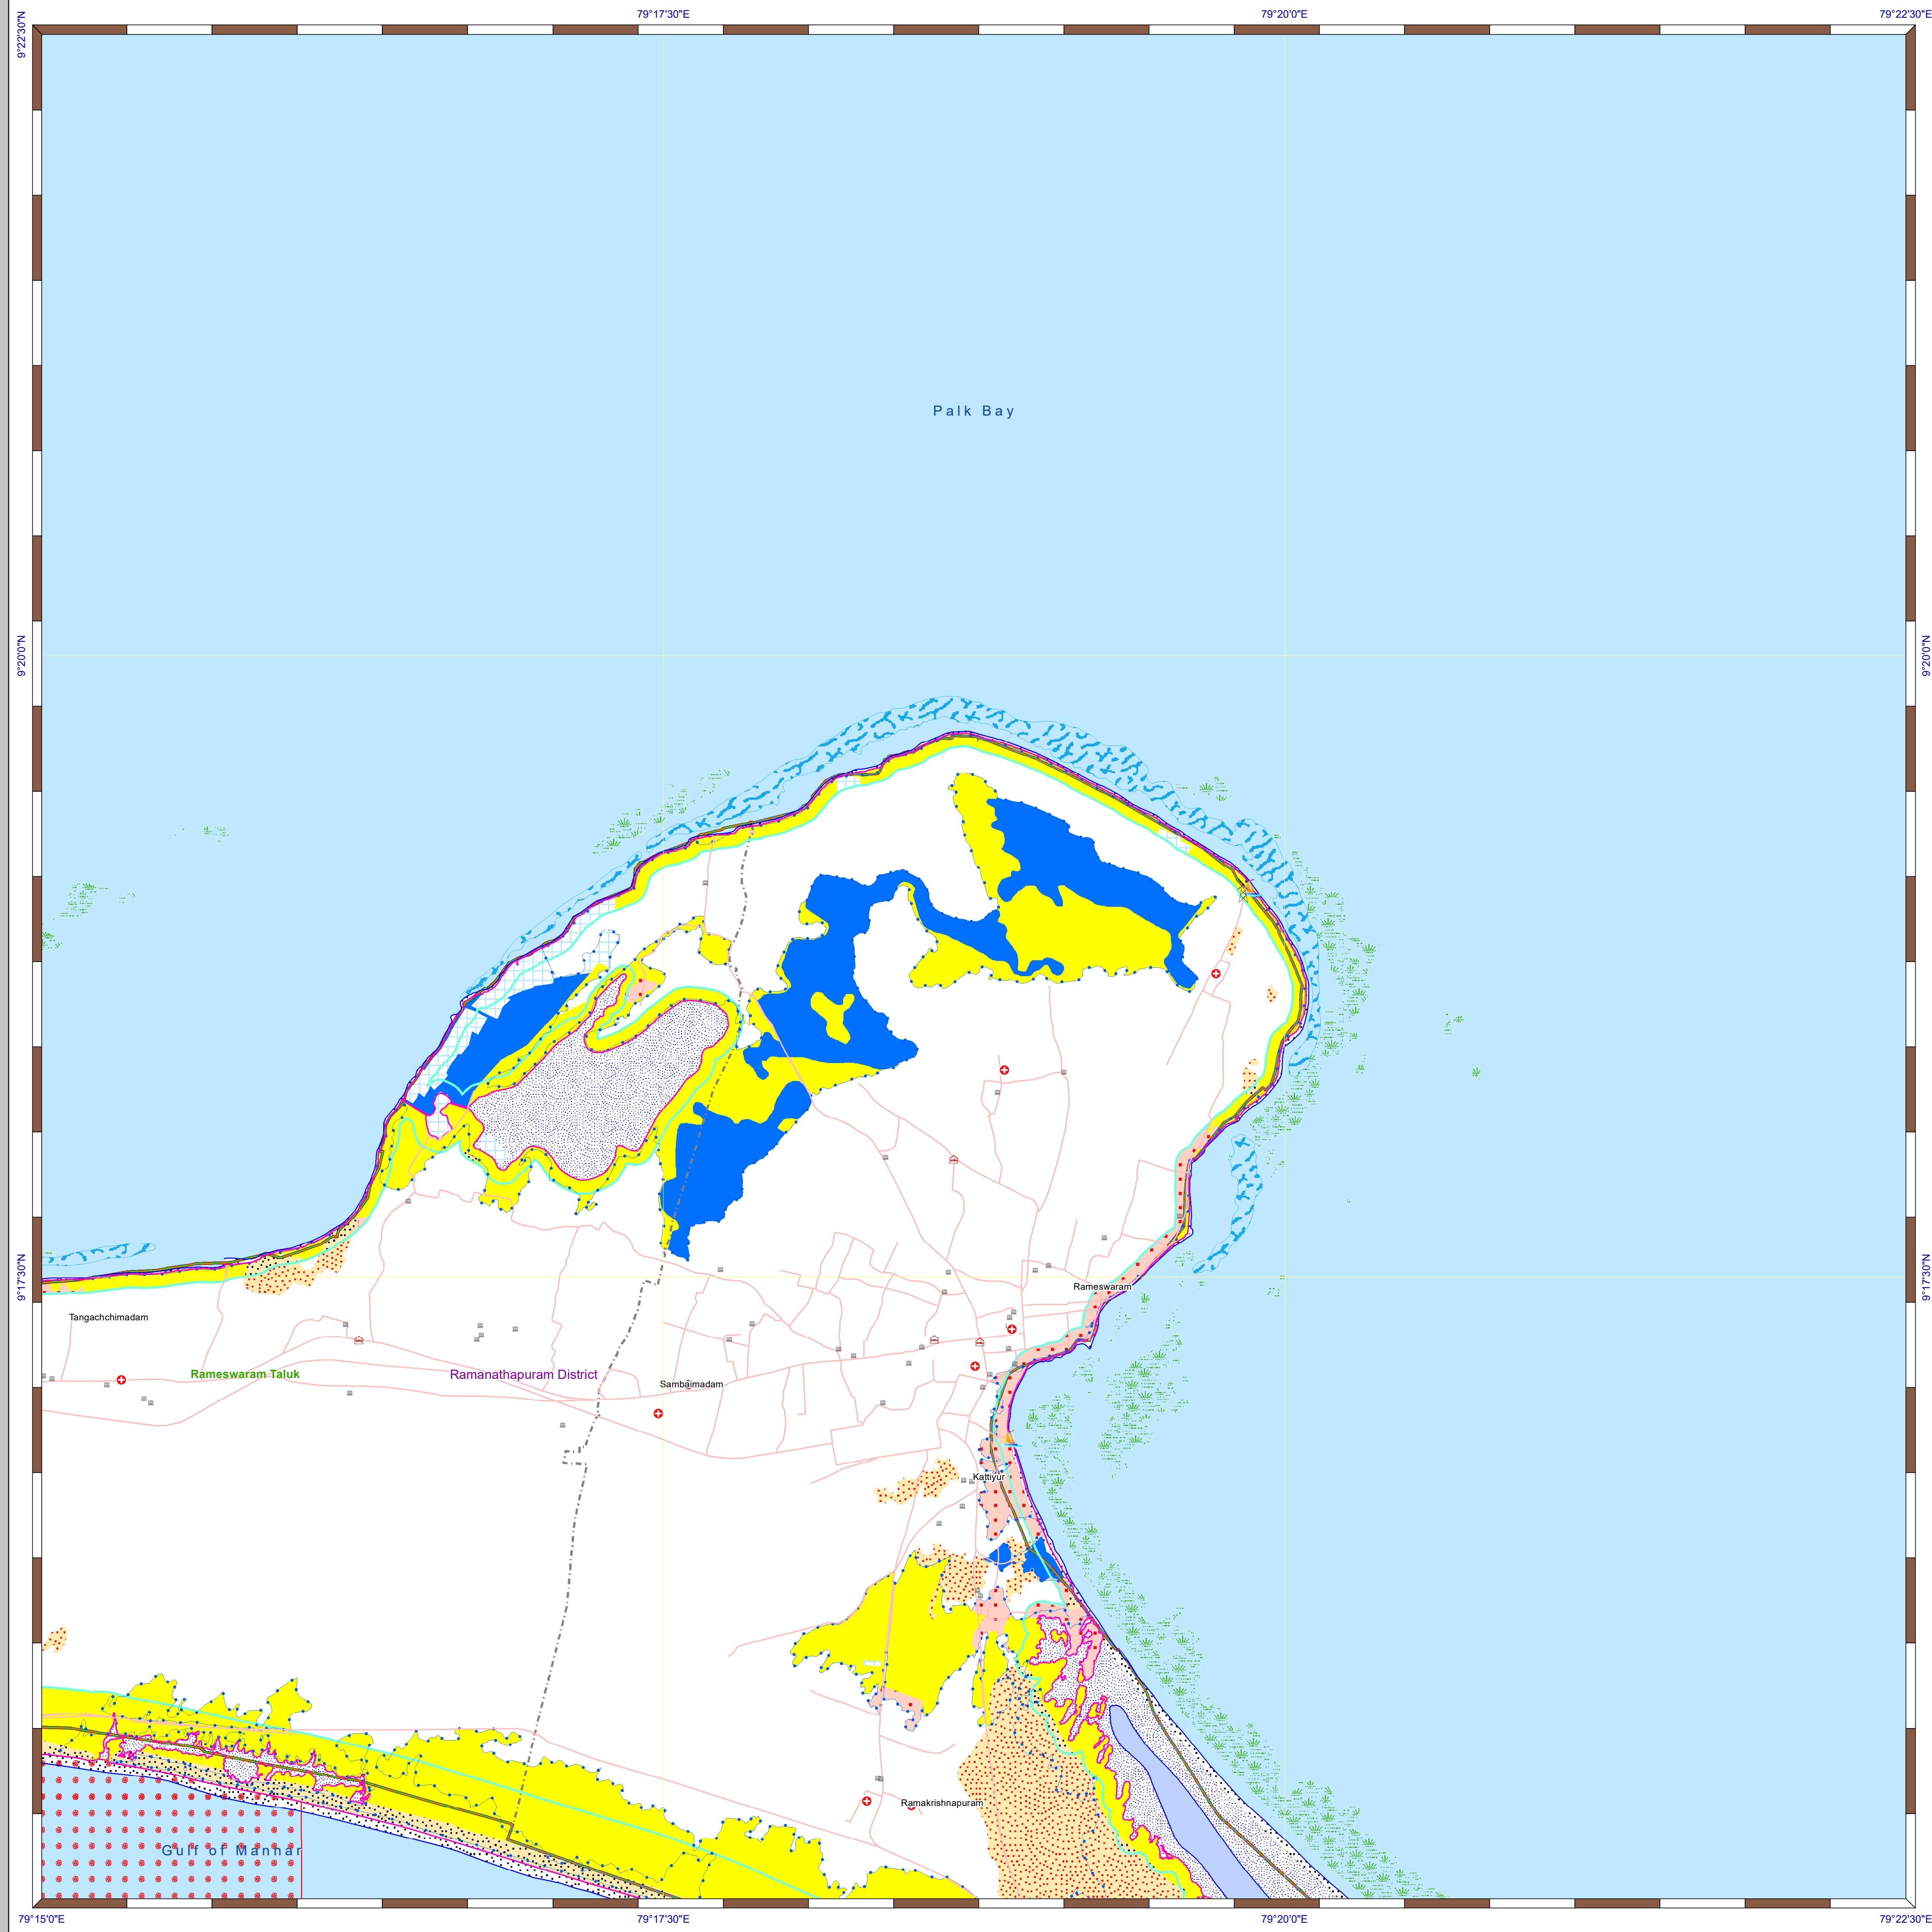 79°17'30"E
79°20'0"E
79°22'30"E
9°22'30"N
Palk Bay
9°20'0"N
9°20'0"N
9°17'30"N
9°17'30"N
Rameswaram
Tangachchimadam
Rameswaram Taluk
Ramanathapuram District
Sambaimadam
Kattiyur
Ramakrishnapuram
Gulf of Mannar
79°15'0"E
79°17'30"E
79°20'0"E
79°22'30"E